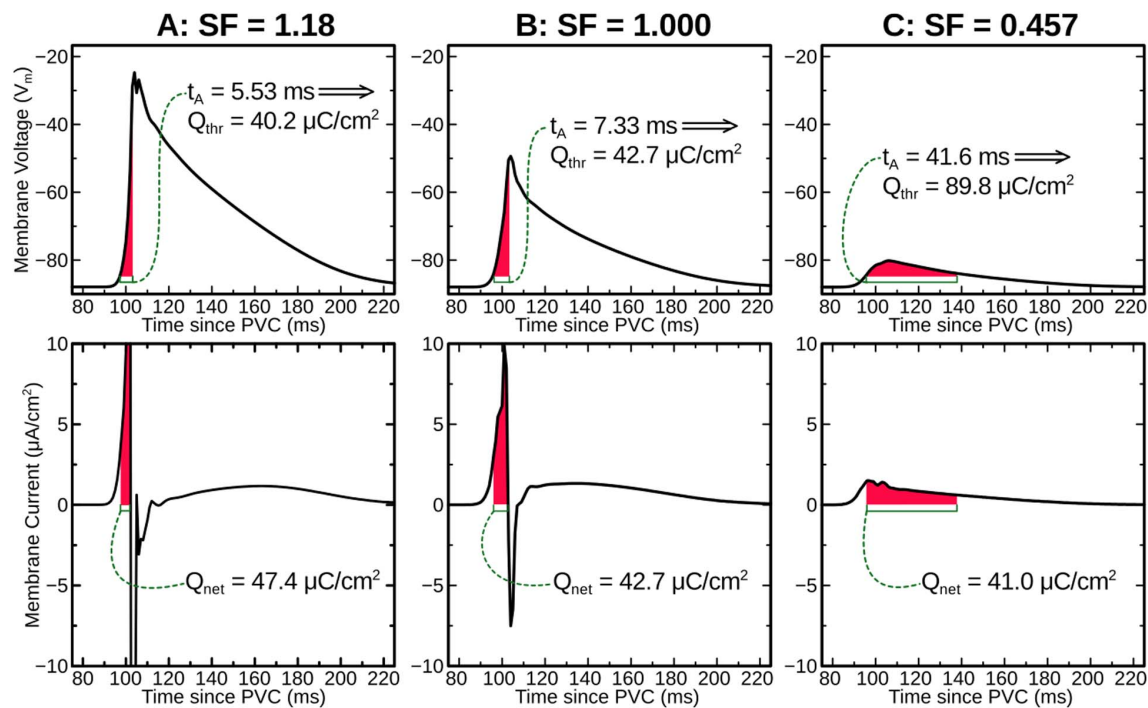 A: SF = 1.18
B: SF = 1.000
C: SF = 0.457
Membrane Voltage (Vₘ)
−20
−40
−60
−80
tA = 5.53 ms
Qthr = 40.2 µC/cm²
80 100 120 140 160 180 200 220
Time since PVC (ms)
−20
−40
−60
−80
tA = 7.33 ms
Qthr = 42.7 µC/cm²
80 100 120 140 160 180 200 220
Time since PVC (ms)
−20
−40
−60
−80
tA = 41.6 ms
Qthr = 89.8 µC/cm²
80 100 120 140 160 180 200 220
Time since PVC (ms)
Membrane Current (µA/cm²)
10
5
0
−5
−10
Qnet = 47.4 µC/cm²
80 100 120 140 160 180 200 220
Time since PVC (ms)
10
5
0
−5
−10
Qnet = 42.7 µC/cm²
80 100 120 140 160 180 200 220
Time since PVC (ms)
10
5
0
−5
−10
Qnet = 41.0 µC/cm²
80 100 120 140 160 180 200 220
Time since PVC (ms)